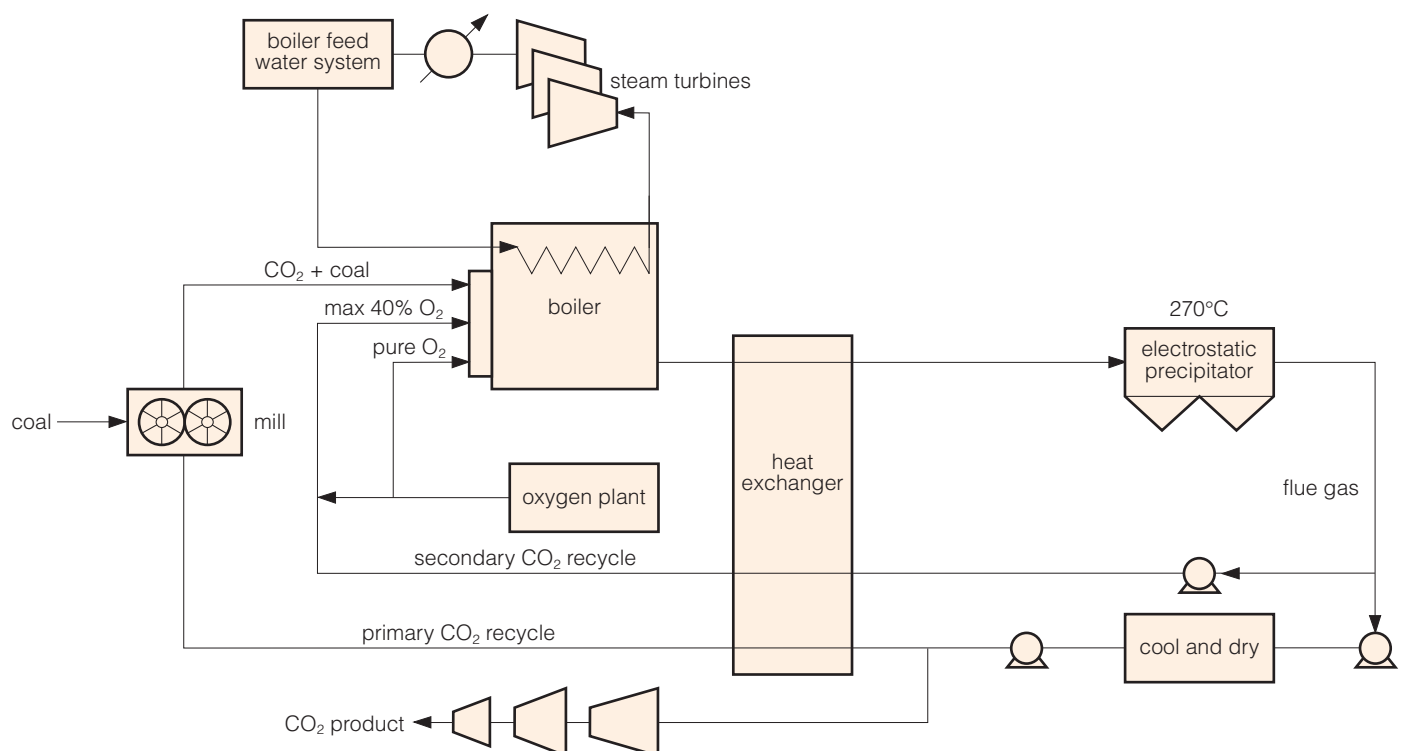 boiler feed
water system
steam turbines
CO₂ + coal
max 40% O₂
boiler
pure O₂
270°C
electrostatic
precipitator
coal
mill
heat
exchanger
oxygen plant
flue gas
secondary CO₂ recycle
primary CO₂ recycle
cool and dry
CO₂ product